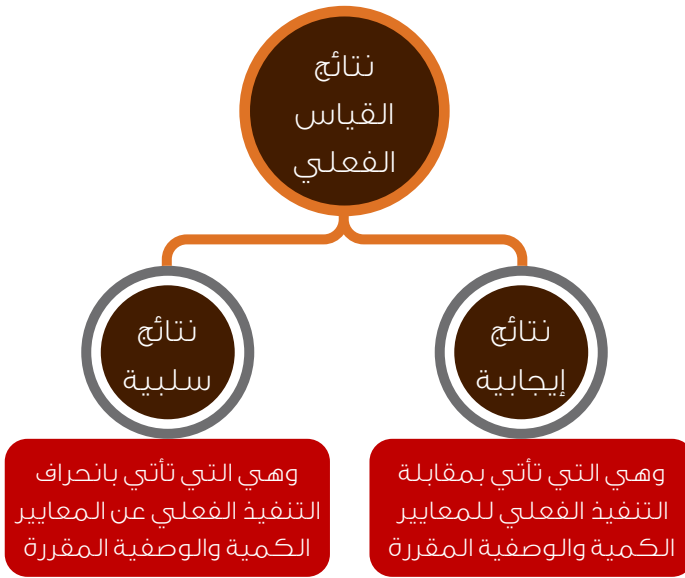 نتائج
القياس
الفعلي
نتائج
إيجابية
وهي التي تأتي بمقابلة
التنفيذ الفعلي للمعايير
الكمية والوصفية المقررة
نتائج
سلبية
وهي التي تأتي بانحراف
التنفيذ الفعلي عن المعايير
الكمية والوصفية المقررة